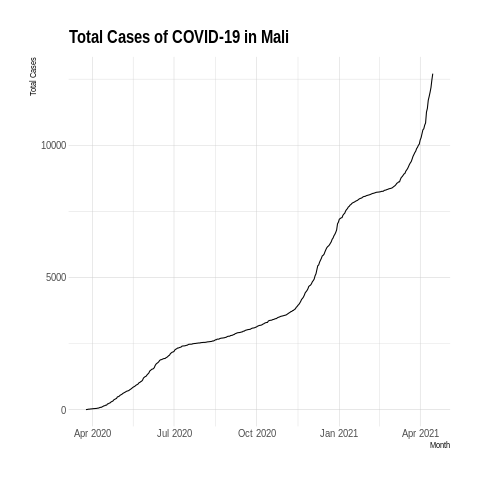 Total Cases of COVID-19 in Mali
Total Cases
10000
5000
0
Apr 2020 Jul 2020 Oct 2020 Jan 2021 Apr 2021
Month